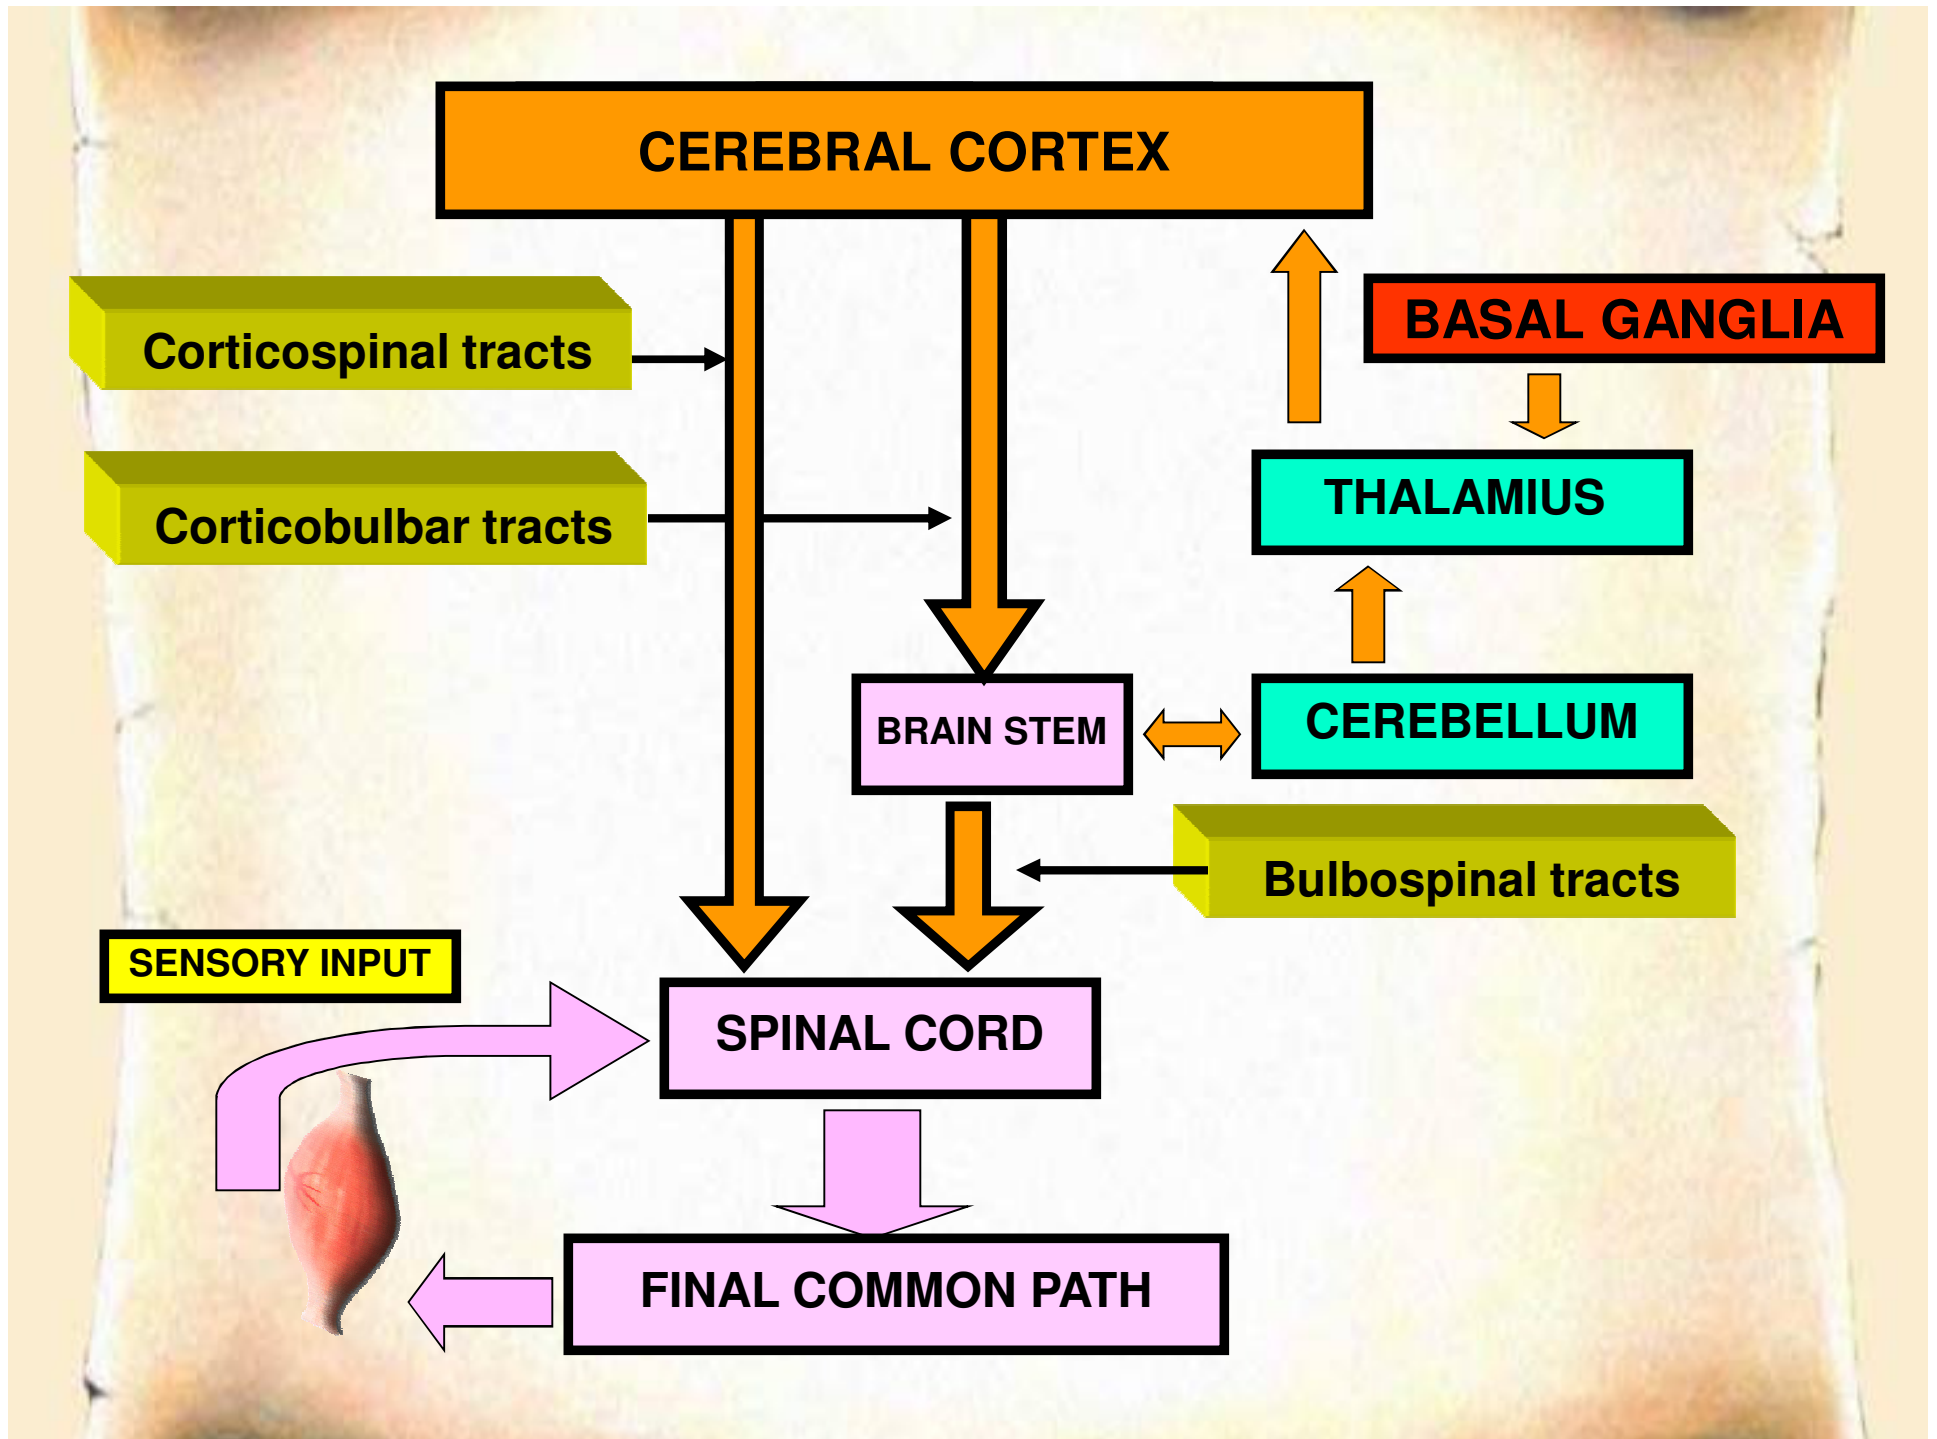 CEREBRAL CORTEX
BASAL GANGLIA
Corticospinal tracts
THALAMIUS
Corticobulbar tracts
BRAIN STEM
CEREBELLUM
Bulbospinal tracts
SENSORY INPUT
SPINAL CORD
FINAL COMMON PATH